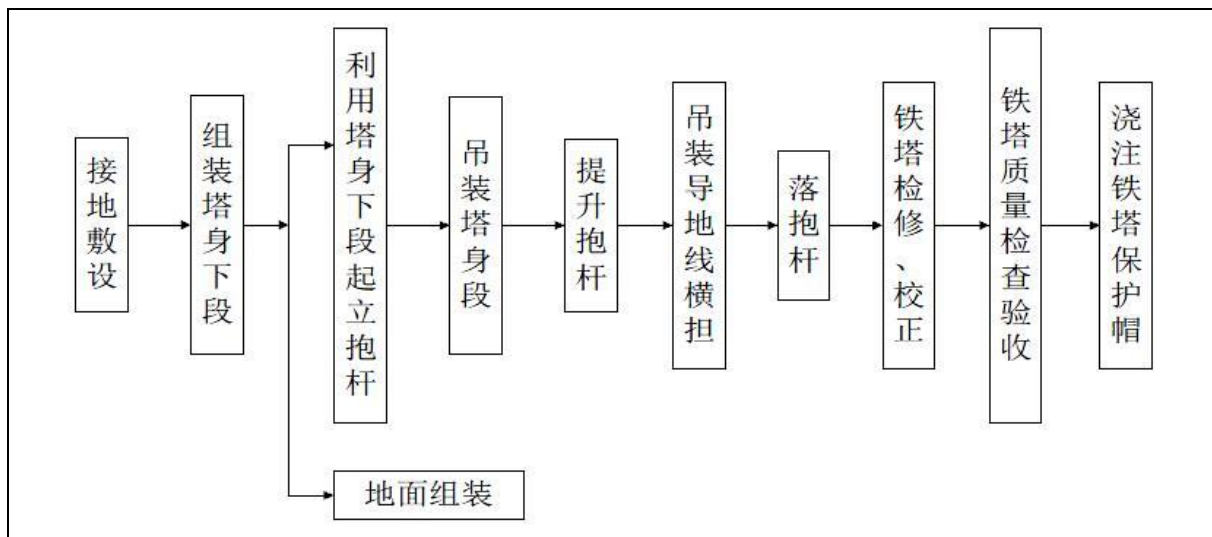 接地敷设
组装塔身下段
利用塔身下段起立抱杆
吊装塔身段
提升抱杆
吊装导地线横担
落抱杆
铁塔检修、校正
铁塔质量检查验收
浇注铁塔保护帽
地面组装